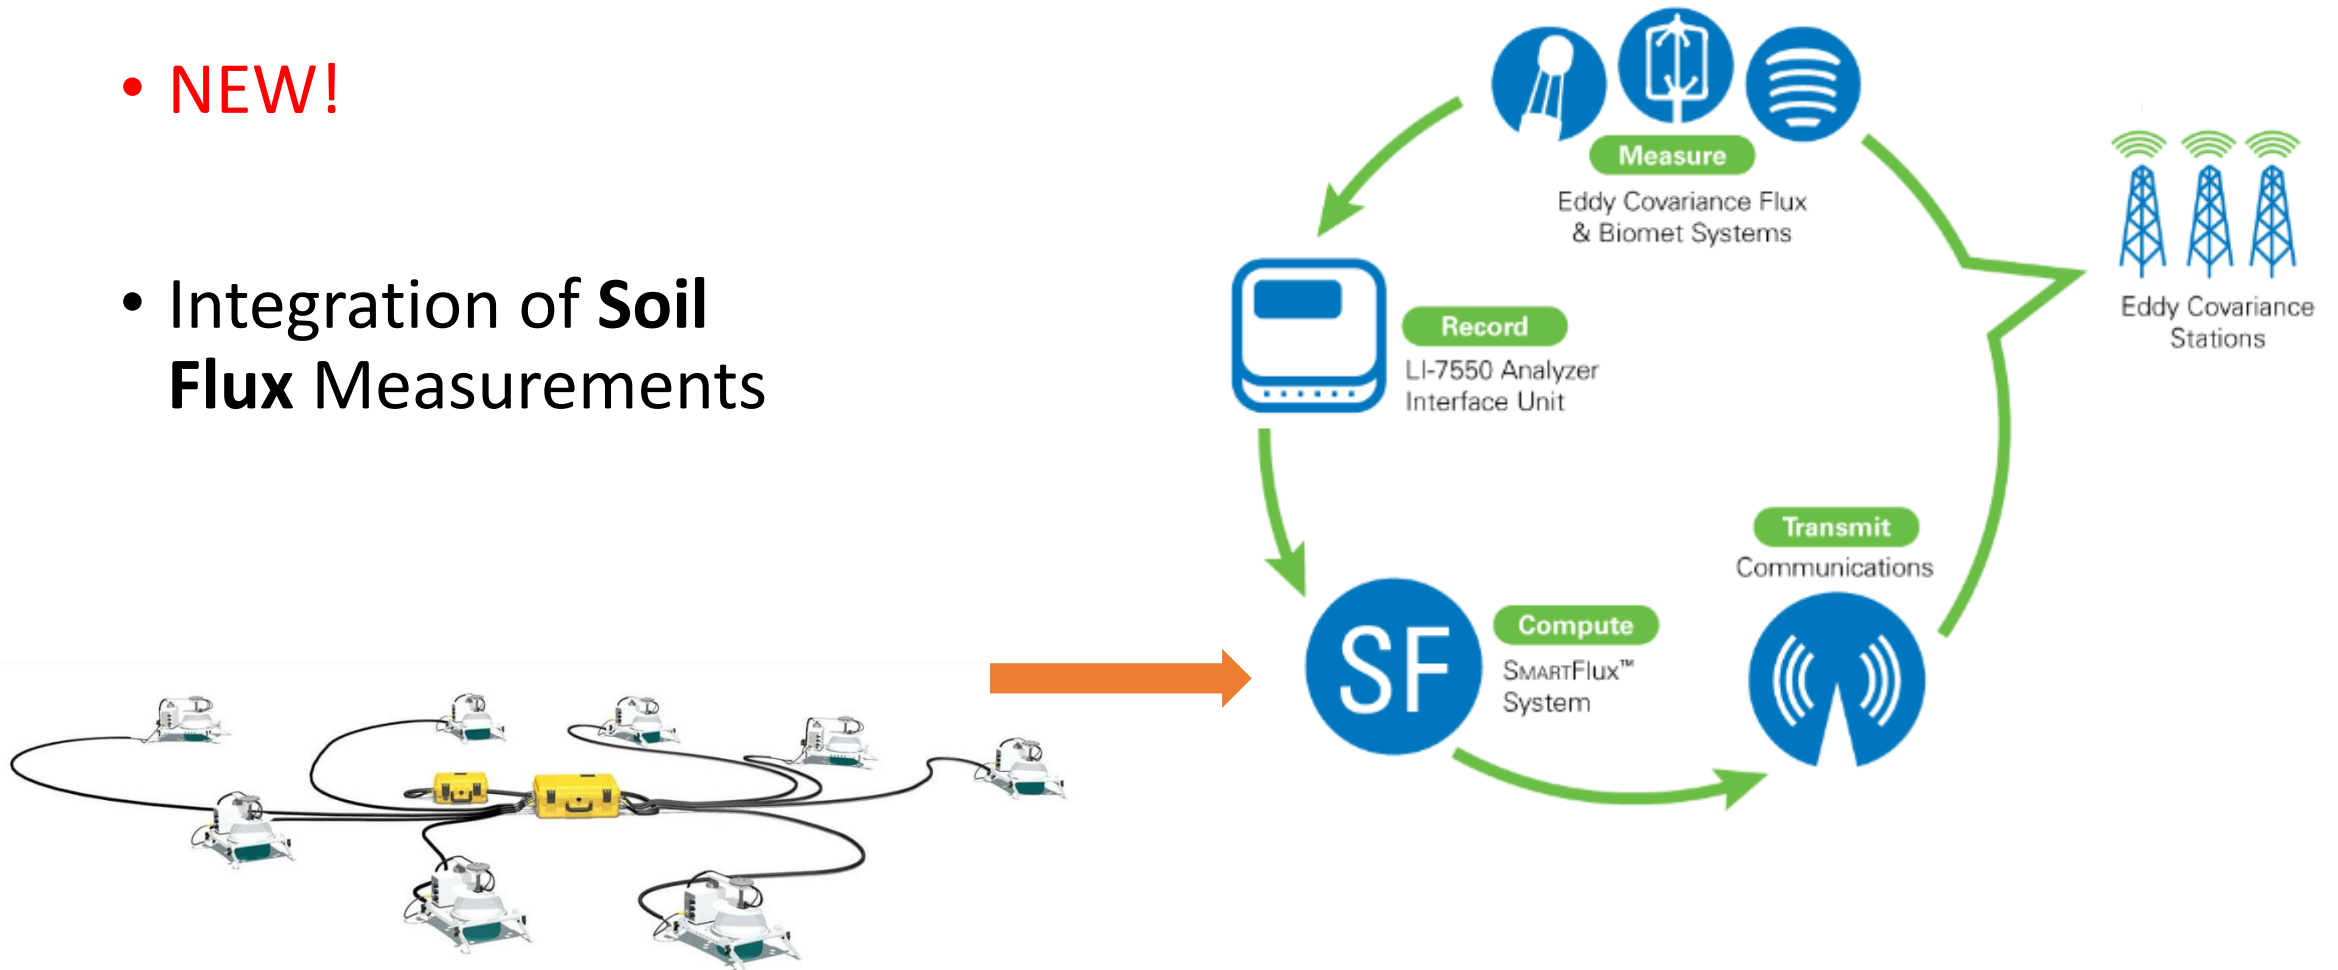 • NEW!
• Integration of Soil
Flux Measurements
Measure
Eddy Covariance Flux
& Biomet Systems
Eddy Covariance
Stations
Record
LI-7550 Analyzer
Interface Unit
Transmit
Communications
SF
Compute
SMARTFlux™
System